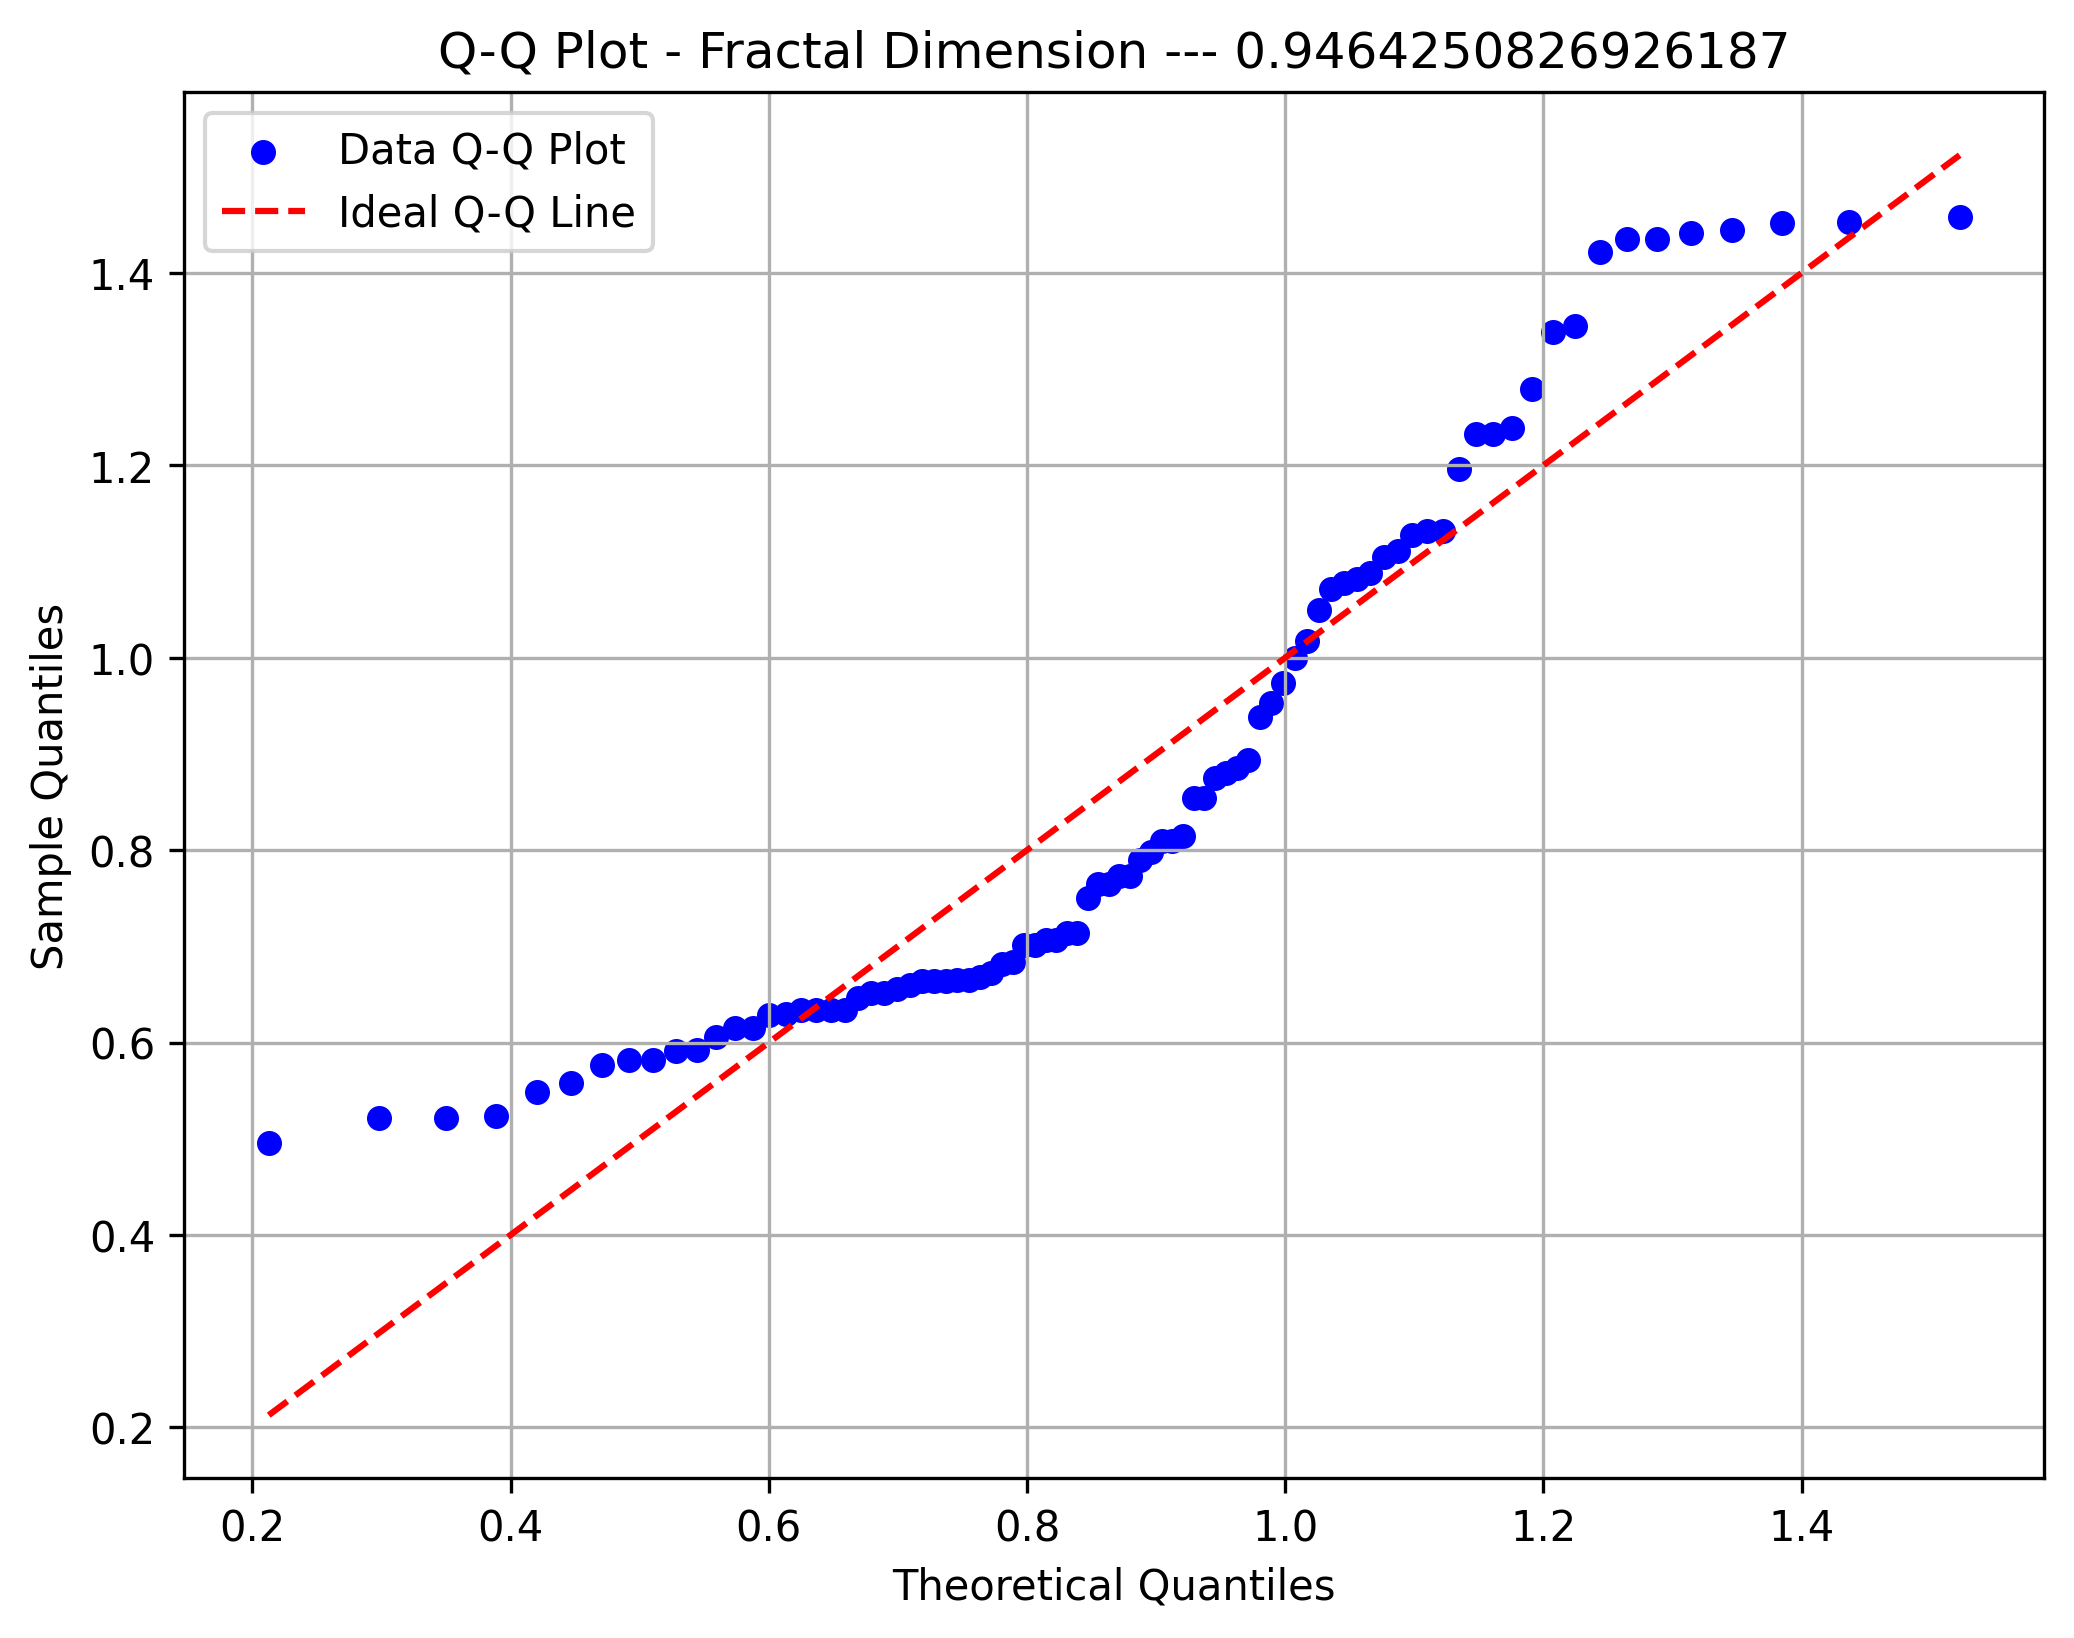 Q-Q Plot - Fractal Dimension --- 0.9464250826926187
Data Q-Q Plot
Ideal Q-Q Line
Sample Quantiles
1.4
1.2
1.0
0.8
0.6
0.4
0.2
0.2 0.4 0.6 0.8 1.0 1.2 1.4
Theoretical Quantiles